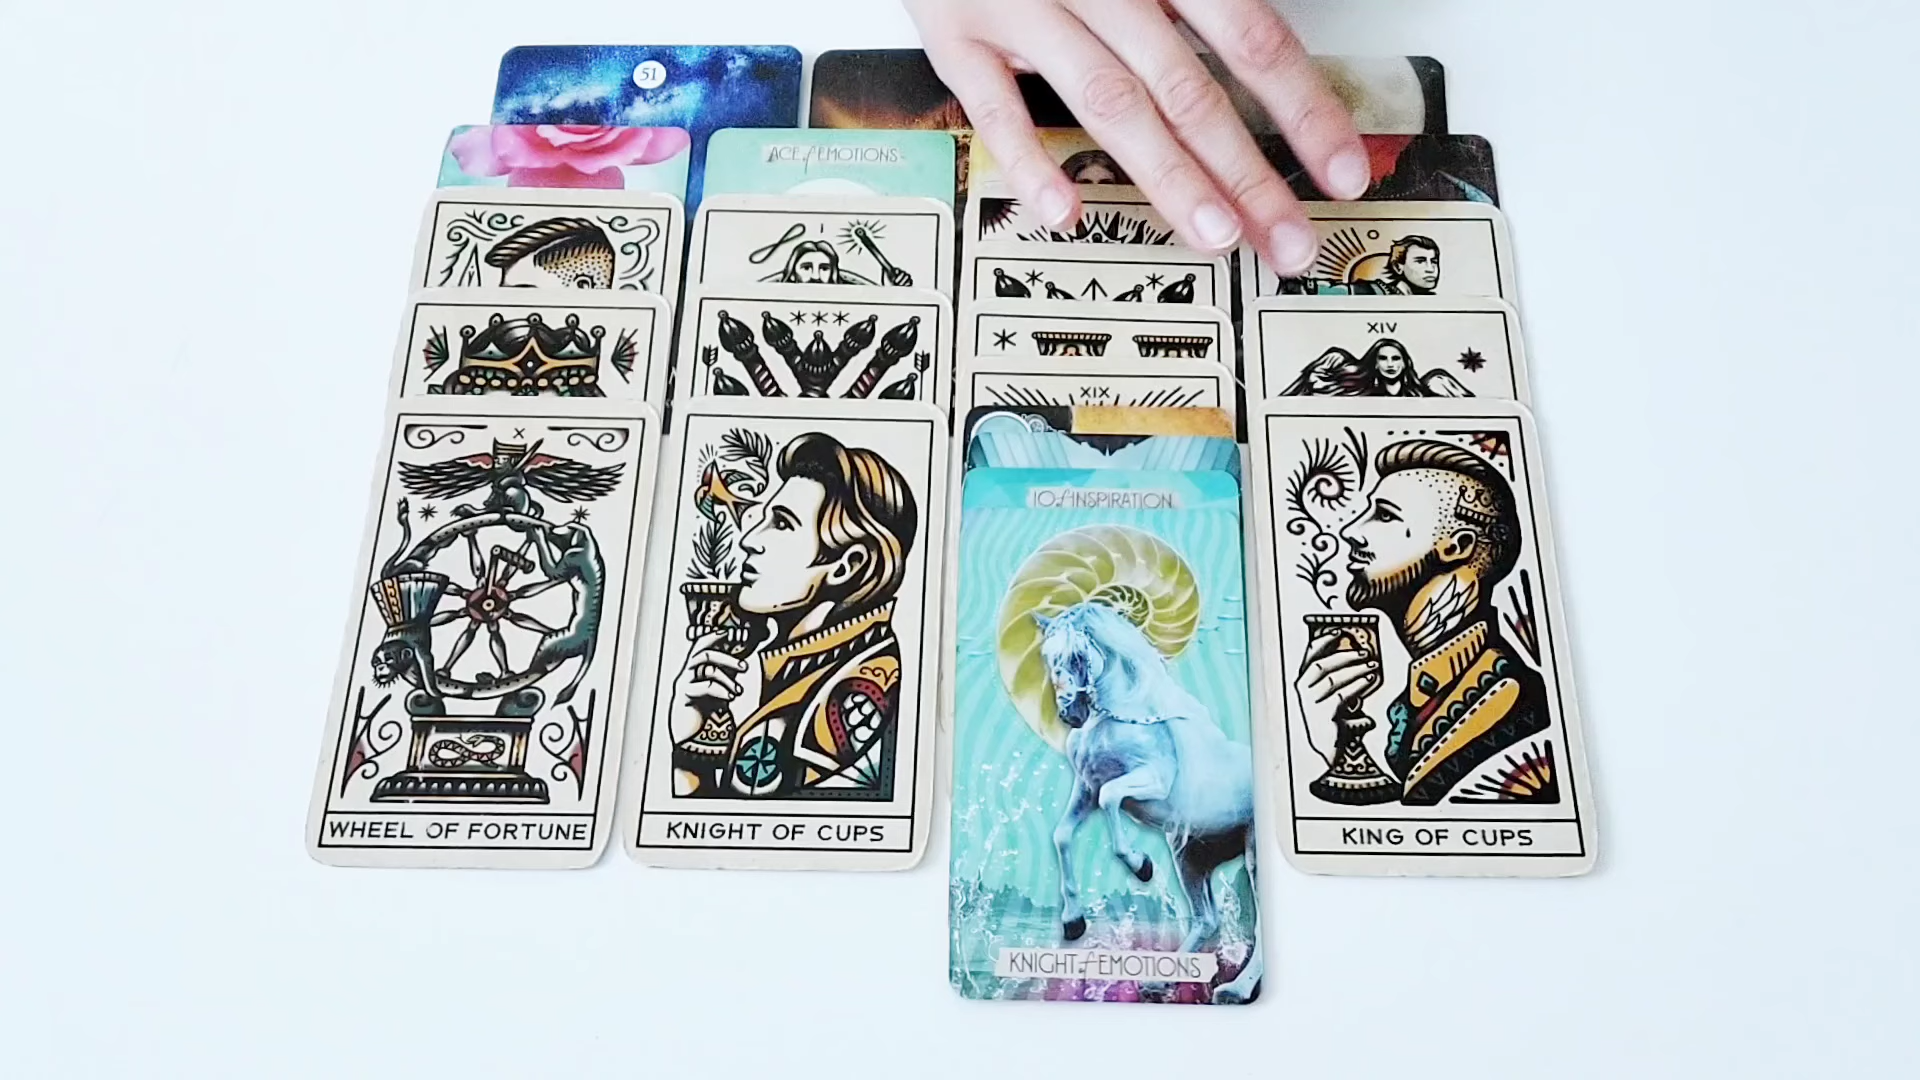 51
ACE of EMOTIONS
I
XIV
XIX
X
10 of INSPIRATION
WHEEL OF FORTUNE
KNIGHT OF CUPS
KING OF CUPS
KNIGHT of EMOTIONS